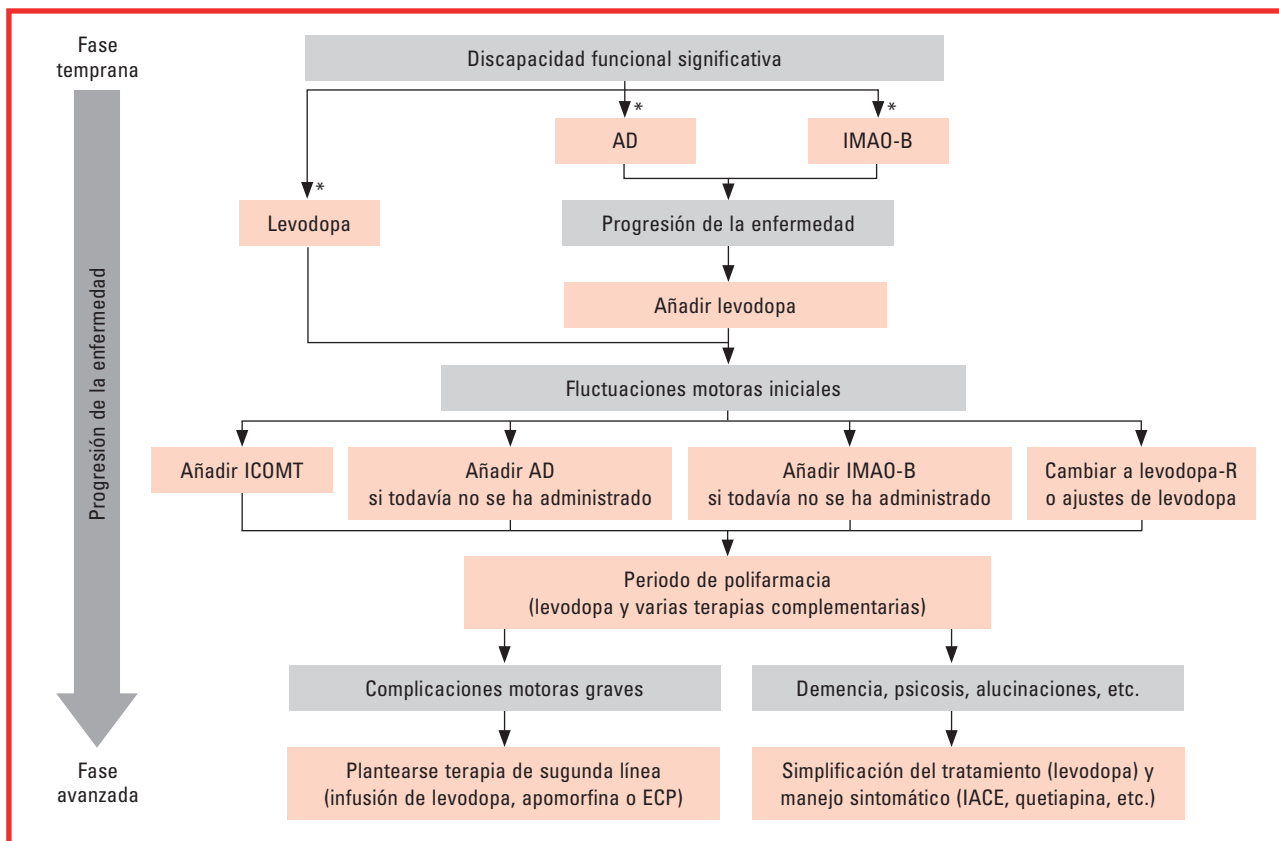 Fase
temprana
Progresión de la enfermedad
Fase
avanzada
Discapacidad funcional significativa
*
*
*
AD
IMAO-B
Levodopa
Progresión de la enfermedad
Añadir levodopa
Fluctuaciones motoras iniciales
Añadir ICOMT
Añadir AD
si todavía no se ha administrado
Añadir IMAO-B
si todavía no se ha administrado
Cambiar a levodopa-R
o ajustes de levodopa
Periodo de polifarmacia
(levodopa y varias terapias complementarias)
Complicaciones motoras graves
Demencia, psicosis, alucinaciones, etc.
Plantearse terapia de sugunda línea
(infusión de levodopa, apomorfina o ECP)
Simplificación del tratamiento (levodopa) y
manejo sintomático (IACE, quetiapina, etc.)